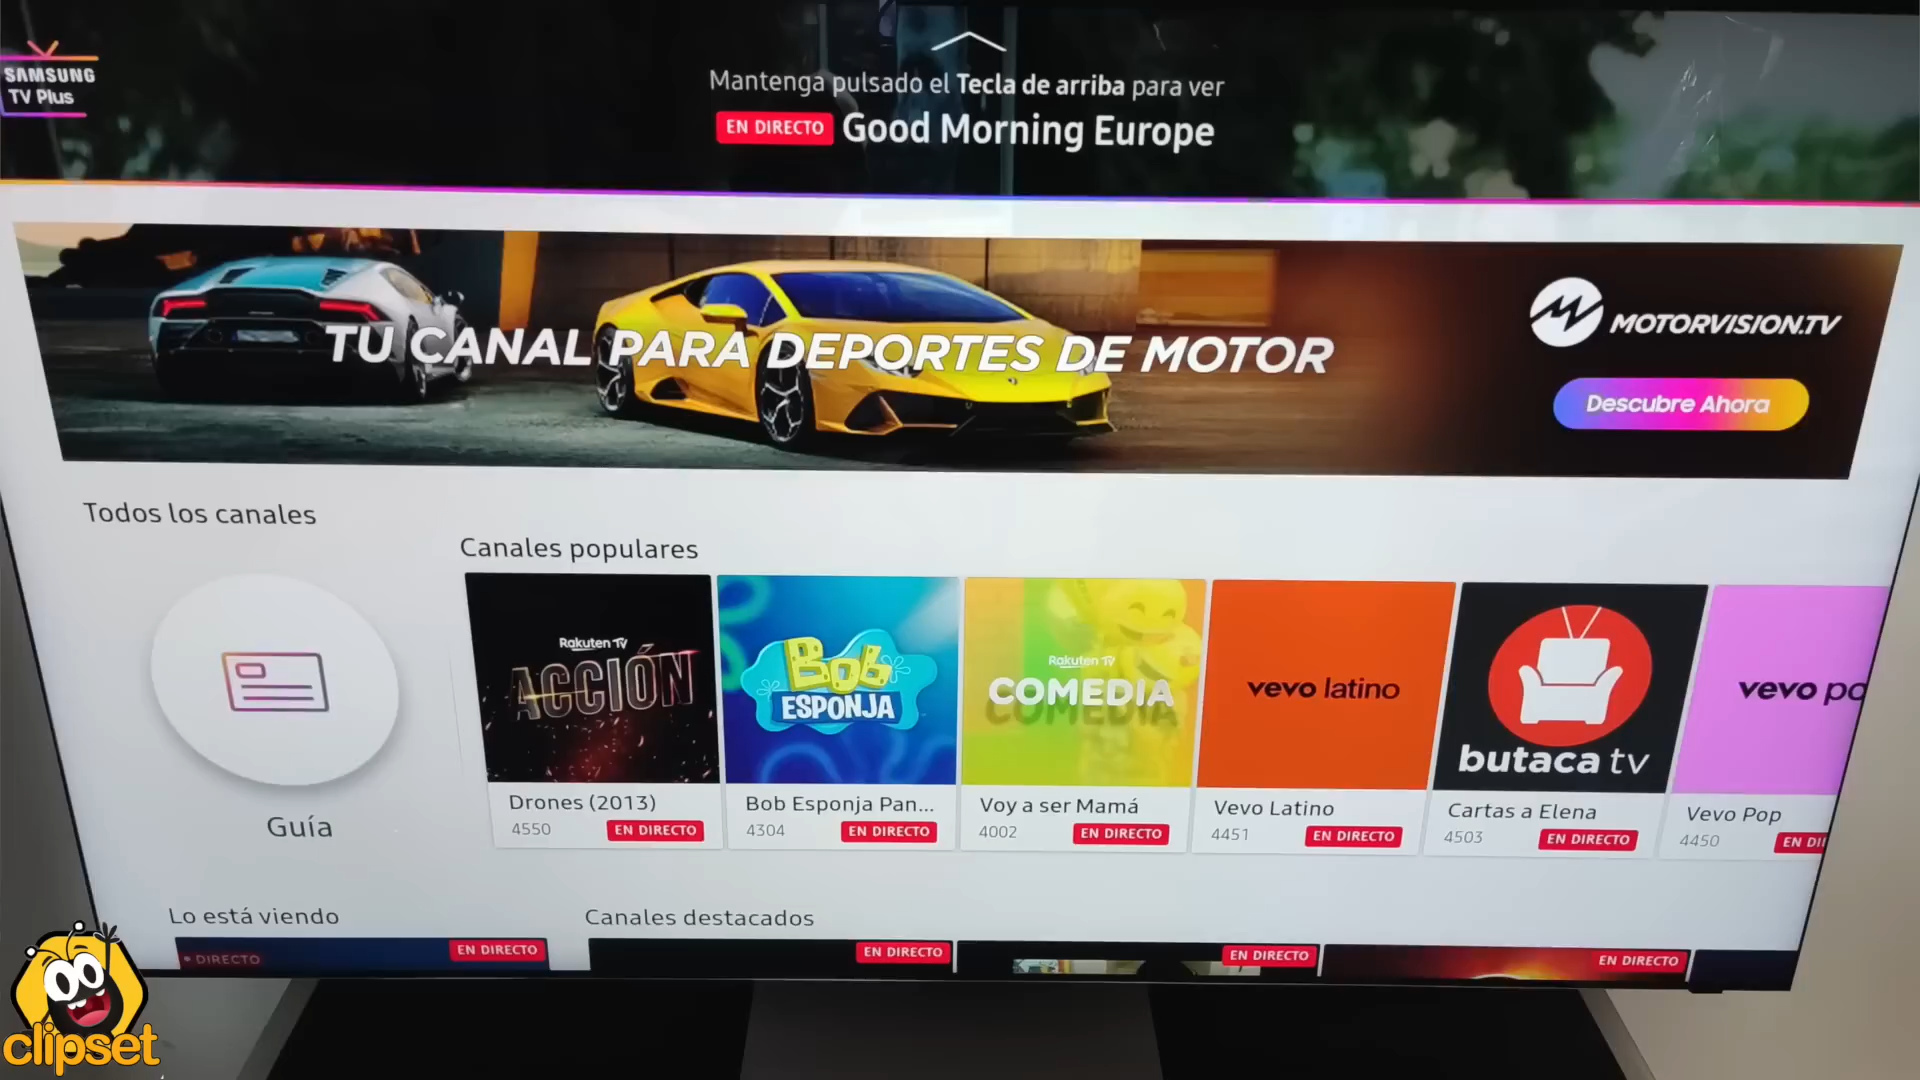 SAMSUNG
TV Plus
Mantenga pulsado el Tecla de arriba para ver
EN DIRECTO Good Morning Europe
TU CANAL PARA DEPORTES DE MOTOR
MOTORVISION.TV
Descubre Ahora
Todos los canales
Guía
Canales populares
Rakuten TV
ACCIÓN
Drones (2013)
4550 EN DIRECTO
Bob
ESPONJA
Bob Esponja Pan...
4304 EN DIRECTO
Rakuten TV
COMEDIA
Voy a ser Mamá
4002 EN DIRECTO
vevo latino
Vevo Latino
4451 EN DIRECTO
butaca tv
Cartas a Elena
4503 EN DIRECTO
vevo po
Vevo Pop
4450 EN DI
Lo está viendo
• DIRECTO EN DIRECTO
Canales destacados
EN DIRECTO
EN DIRECTO
EN DIRECTO
clipset